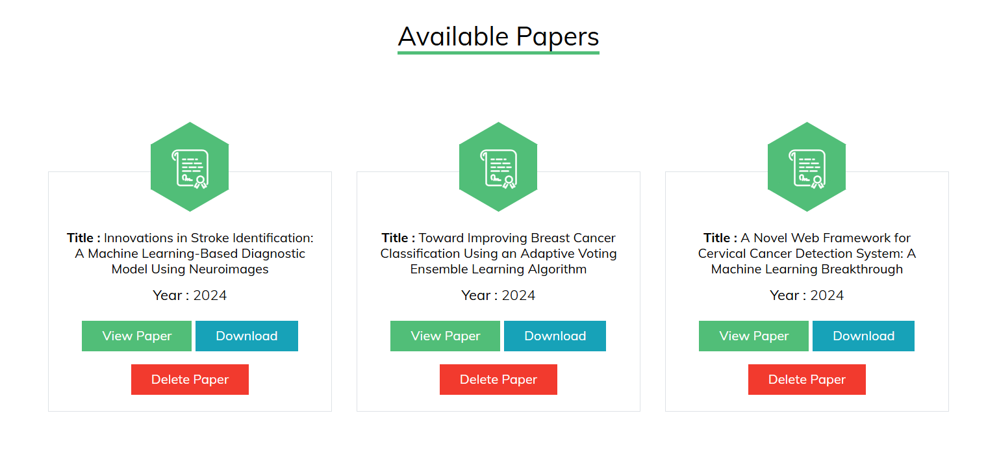 Available Papers
Title : Innovations in Stroke Identification:
A Machine Learning-Based Diagnostic
Model Using Neuroimages
Year : 2024
View Paper
Download
Delete Paper
Title : Toward Improving Breast Cancer
Classification Using an Adaptive Voting
Ensemble Learning Algorithm
Year : 2024
View Paper
Download
Delete Paper
Title : A Novel Web Framework for
Cervical Cancer Detection System: A
Machine Learning Breakthrough
Year : 2024
View Paper
Download
Delete Paper